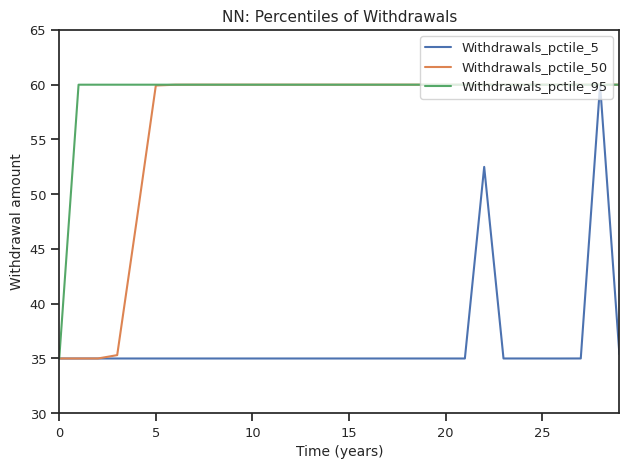 NN: Percentiles of Withdrawals
65
60
55
50
45
40
35
30
Withdrawal amount
Withdrawals_pctile_5
Withdrawals_pctile_50
Withdrawals_pctile_95
0 5 10 15 20 25
Time (years)